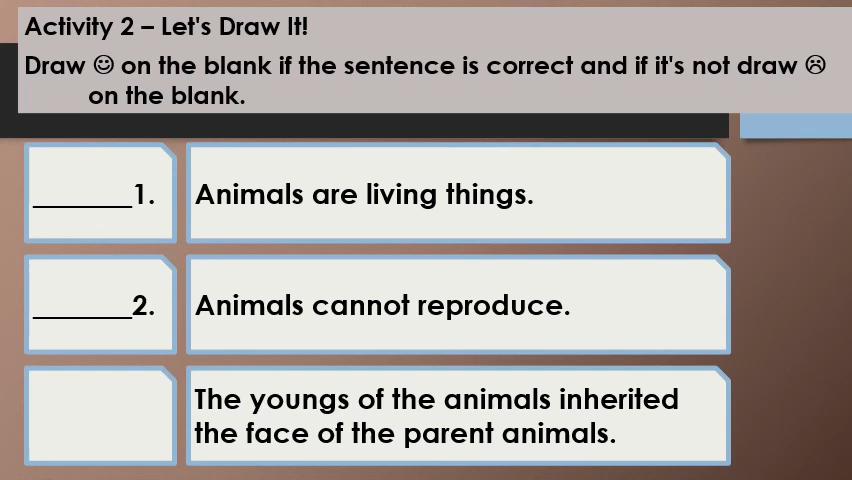 Activity 2 – Let's Draw It!
Draw ☺ on the blank if the sentence is correct and if it's not draw ☹
on the blank.
_______1. Animals are living things.
_______2. Animals cannot reproduce.
The youngs of the animals inherited
the face of the parent animals.